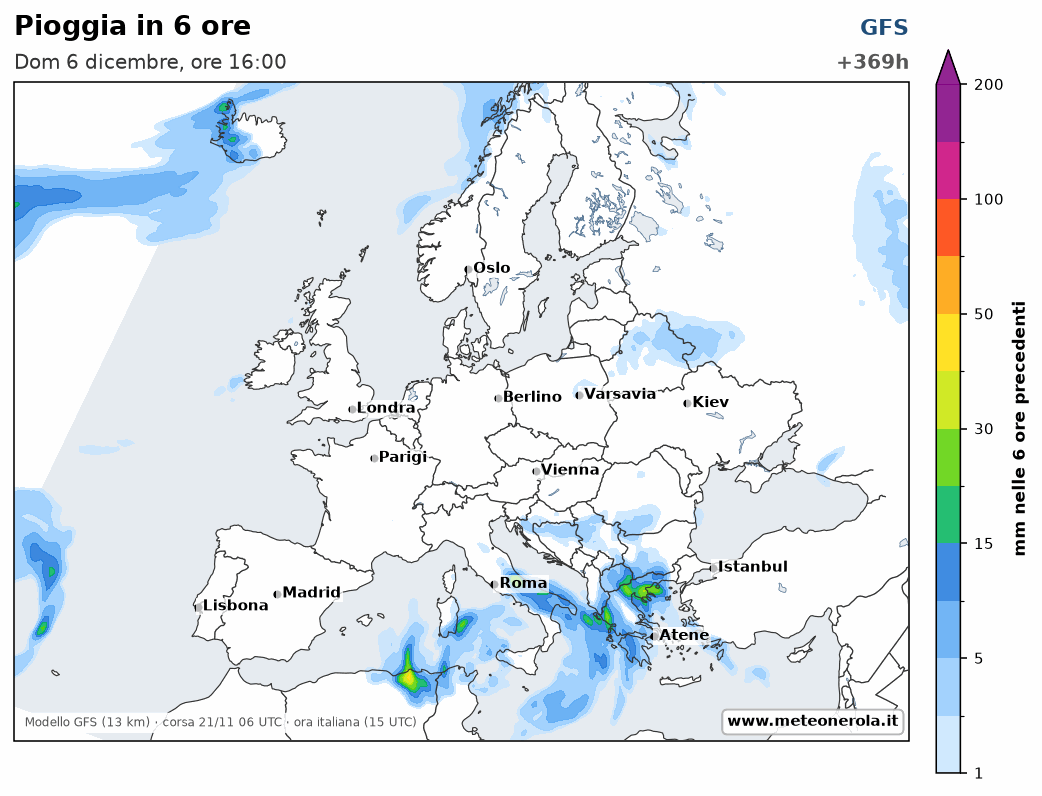 Pioggia in 6 ore
GFS
Dom 6 dicembre, ore 16:00
+369h
200
100
50
30
15
5
1
mm nelle 6 ore precedenti
Oslo
Berlino
Varsavia
Kiev
Londra
Parigi
Vienna
Istanbul
Roma
Madrid
Lisbona
Atene
Modello GFS (13 km) · corsa 21/11 06 UTC · ora italiana (15 UTC)
www.meteonerola.it